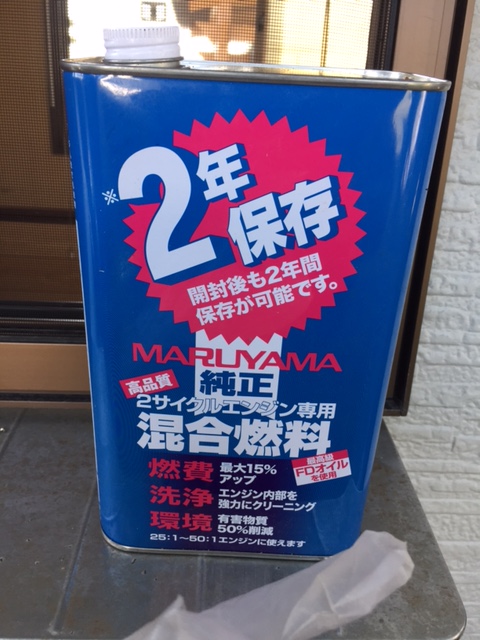 ※2年
保存
開封後も2年間
保存が可能です。
MARUYAMA
純正
高品質
2サイクルエンジン専用
混合燃料
最高級
FDオイル
を使用
燃費 最大15%
アップ
洗浄 エンジン内部を
強力にクリーニング
環境 有害物質
50%削減
25:1〜50:1エンジンに使えます